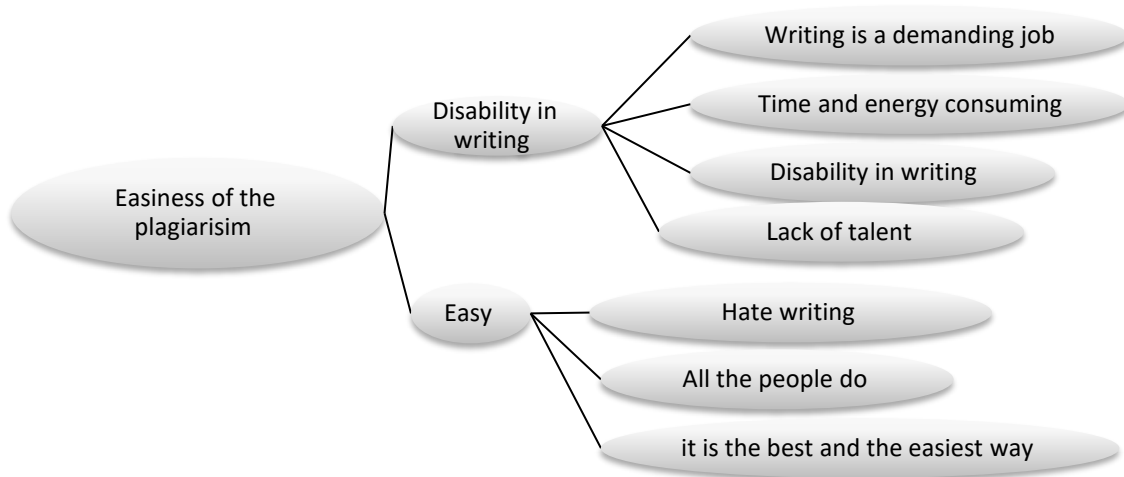 Easiness of the
plagiarisim
Disability in
writing
Writing is a demanding job
Time and energy consuming
Disability in writing
Lack of talent
Easy
Hate writing
All the people do
it is the best and the easiest way